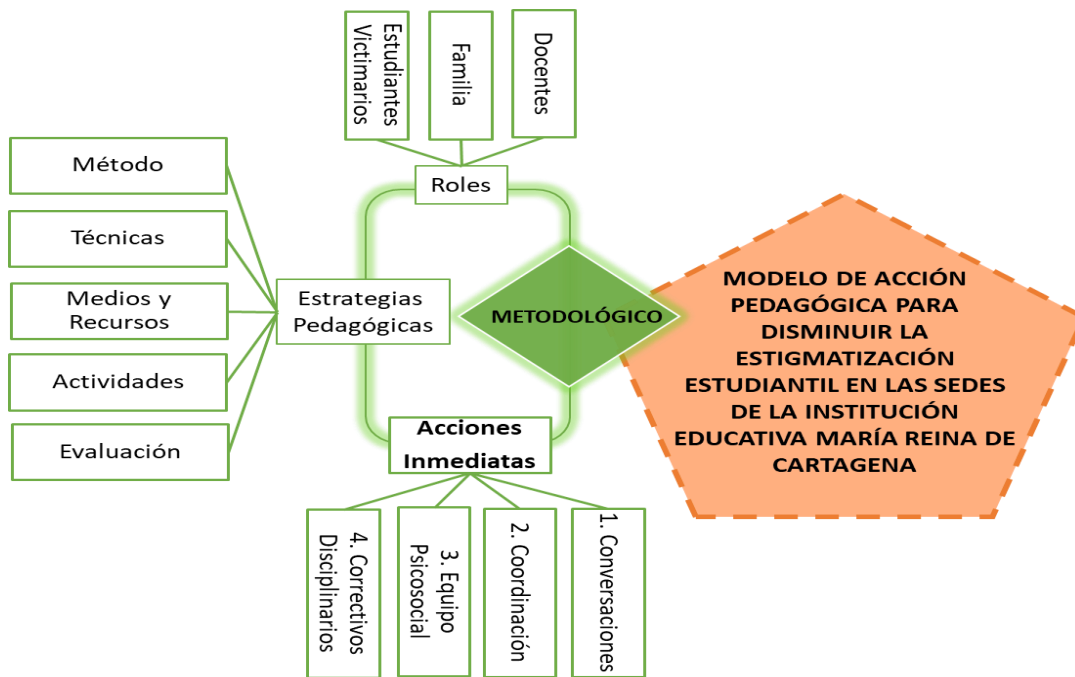 Estudiantes
Victimarios
Familia
Docentes
Roles
Método
Técnicas
Medios y
Recursos
Actividades
Evaluación
Estrategias
Pedagógicas
METODOLÓGICO
MODELO DE ACCIÓN
PEDAGÓGICA PARA
DISMINUIR LA
ESTIGMATIZACIÓN
ESTUDIANTIL EN LAS SEDES
DE LA INSTITUCIÓN
EDUCATIVA MARÍA REINA DE
CARTAGENA
Acciones
Inmediatas
4. Correctivos
Disciplinarios
3. Equipo
Psicosocial
2. Coordinación
1. Conversaciones